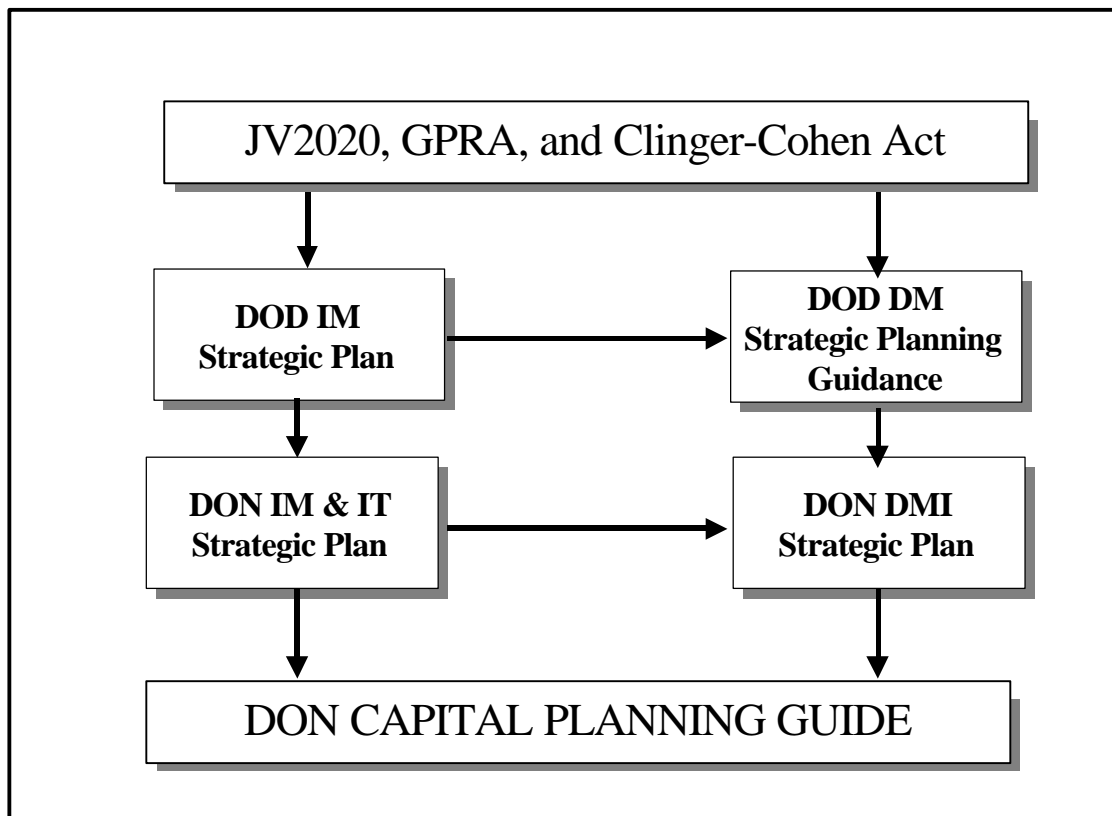 JV2020, GPRA, and Clinger-Cohen Act
DOD IM
Strategic Plan
DOD DM
Strategic Planning
Guidance
DON IM & IT
Strategic Plan
DON DMI
Strategic Plan
DON CAPITAL PLANNING GUIDE